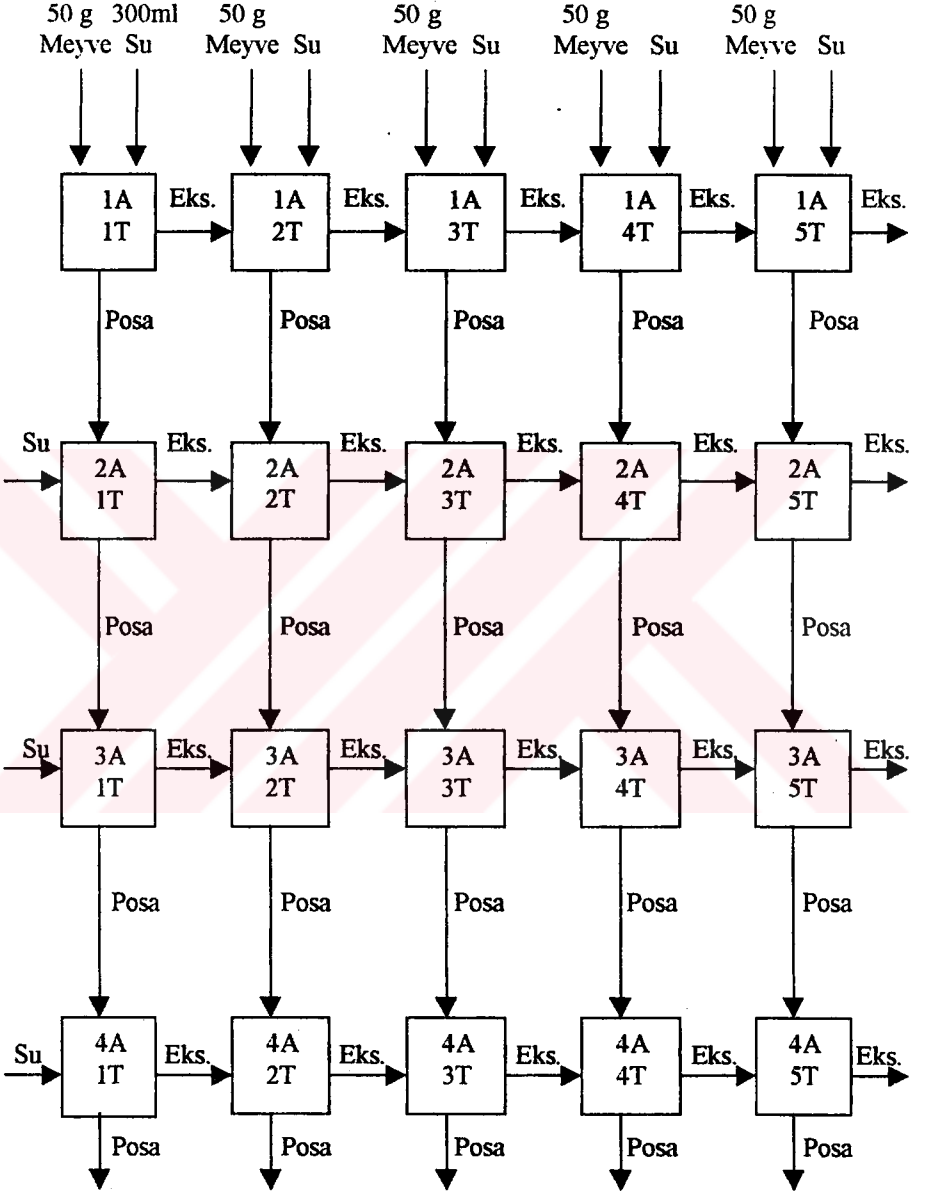 50 g 300ml 50 g 50 g 50 g 50 g
Meyve Su Meyve Su Meyve Su Meyve Su Meyve Su
1A Eks. 1A Eks. 1A Eks. 1A Eks. 1A Eks.
1T 2T 3T 4T 5T
Posa Posa Posa Posa Posa
Su 2A Eks. 2A Eks. 2A Eks. 2A Eks. 2A Eks.
1T 2T 3T 4T 5T
Posa Posa Posa Posa Posa
Su 3A Eks. 3A Eks. 3A Eks. 3A Eks. 3A Eks.
1T 2T 3T 4T 5T
Posa Posa Posa Posa Posa
Su 4A Eks. 4A Eks. 4A Eks. 4A Eks. 4A Eks.
1T 2T 3T 4T 5T
Posa Posa Posa Posa Posa